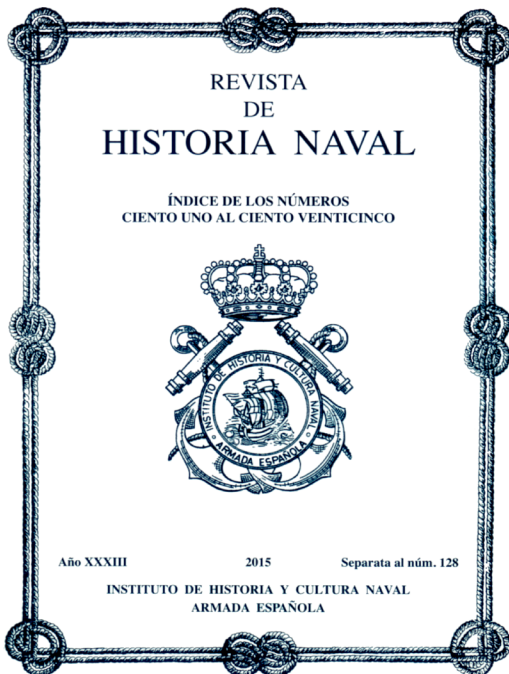 REVISTA
DE
HISTORIA NAVAL
ÍNDICE DE LOS NÚMEROS
CIENTO UNO AL CIENTO VEINTICINCO
INSTITUTO DE HISTORIA Y CULTURA NAVAL
ARMADA ESPAÑOLA
Año XXXIII 2015 Separata al núm. 128
INSTITUTO DE HISTORIA Y CULTURA NAVAL
ARMADA ESPAÑOLA